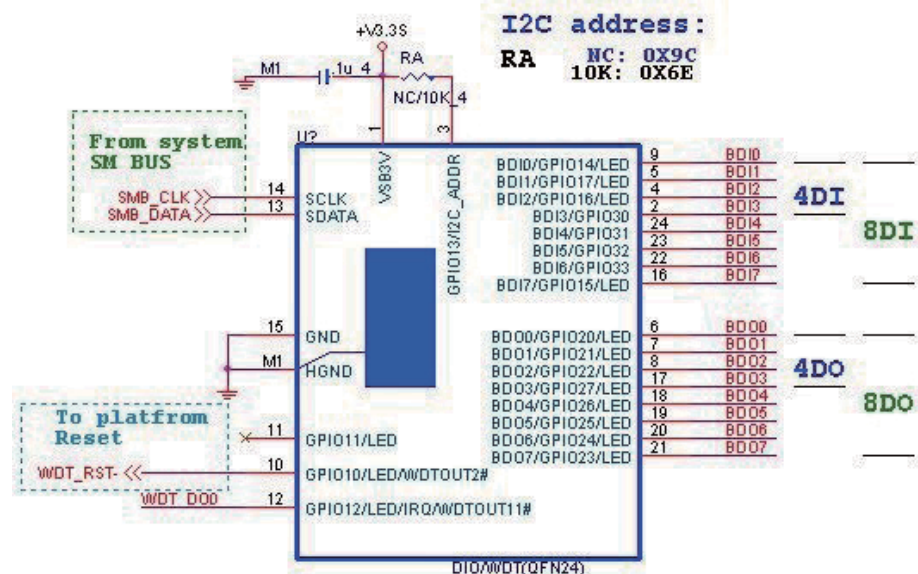 I2C address:
RA NC: 0X9C
10K: 0X6E
+V3.3S
M1 .1u_4 RA
NC/10K_4
1 3
U?
From system
SM BUS
SMB_CLK 14 SCLK
SMB_DATA 13 SDATA
VSB3V
GPIO13/I2C_ADDR
BDI0/GPIO14/LED 9 BDI0
BDI1/GPIO17/LED 5 BDI1
BDI2/GPIO16/LED 4 BDI2
BDI3/GPIO30 2 BDI3
BDI4/GPIO31 24 BDI4
BDI5/GPIO32 23 BDI5
BDI6/GPIO33 22 BDI6
BDI7/GPIO15/LED 16 BDI7
4DI
8DI
15 GND
M1 HGND
BDO0/GPIO20/LED 6 BDO0
BDO1/GPIO21/LED 7 BDO1
BDO2/GPIO22/LED 8 BDO2
BDO3/GPIO27/LED 17 BDO3
BDO4/GPIO26/LED 18 BDO4
BDO5/GPIO25/LED 19 BDO5
BDO6/GPIO24/LED 20 BDO6
BDO7/GPIO23/LED 21 BDO7
4DO
8DO
To platfrom
Reset
11 GPIO11/LED
WDT_RST- 10 GPIO10/LED/WDTOUT2#
WDT_DO0 12 GPIO12/LED/IRQ/WDTOUT11#
DIO/WDT(QFN24)